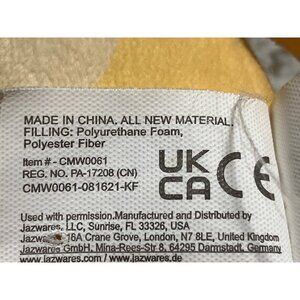 MADE IN CHINA. ALL NEW MATERIAL.
FILLING: Polyurethane Foam,
Polyester Fiber
Item # - CMW0061
REG. NO. PA-17208 (CN)
CMW0061-081621-KF
UK
CA CE
Used with permission.Manufactured and Distributed by
Jazwares, LLC, Sunrise, FL 33326, USA
Jazwares 16A Crane Grove, London, N7 8LE, United Kingdom
Jazwares GmbH, Mina-Rees-Str. 8, 64295 Darmstadt, Germany
www.jazwares.com